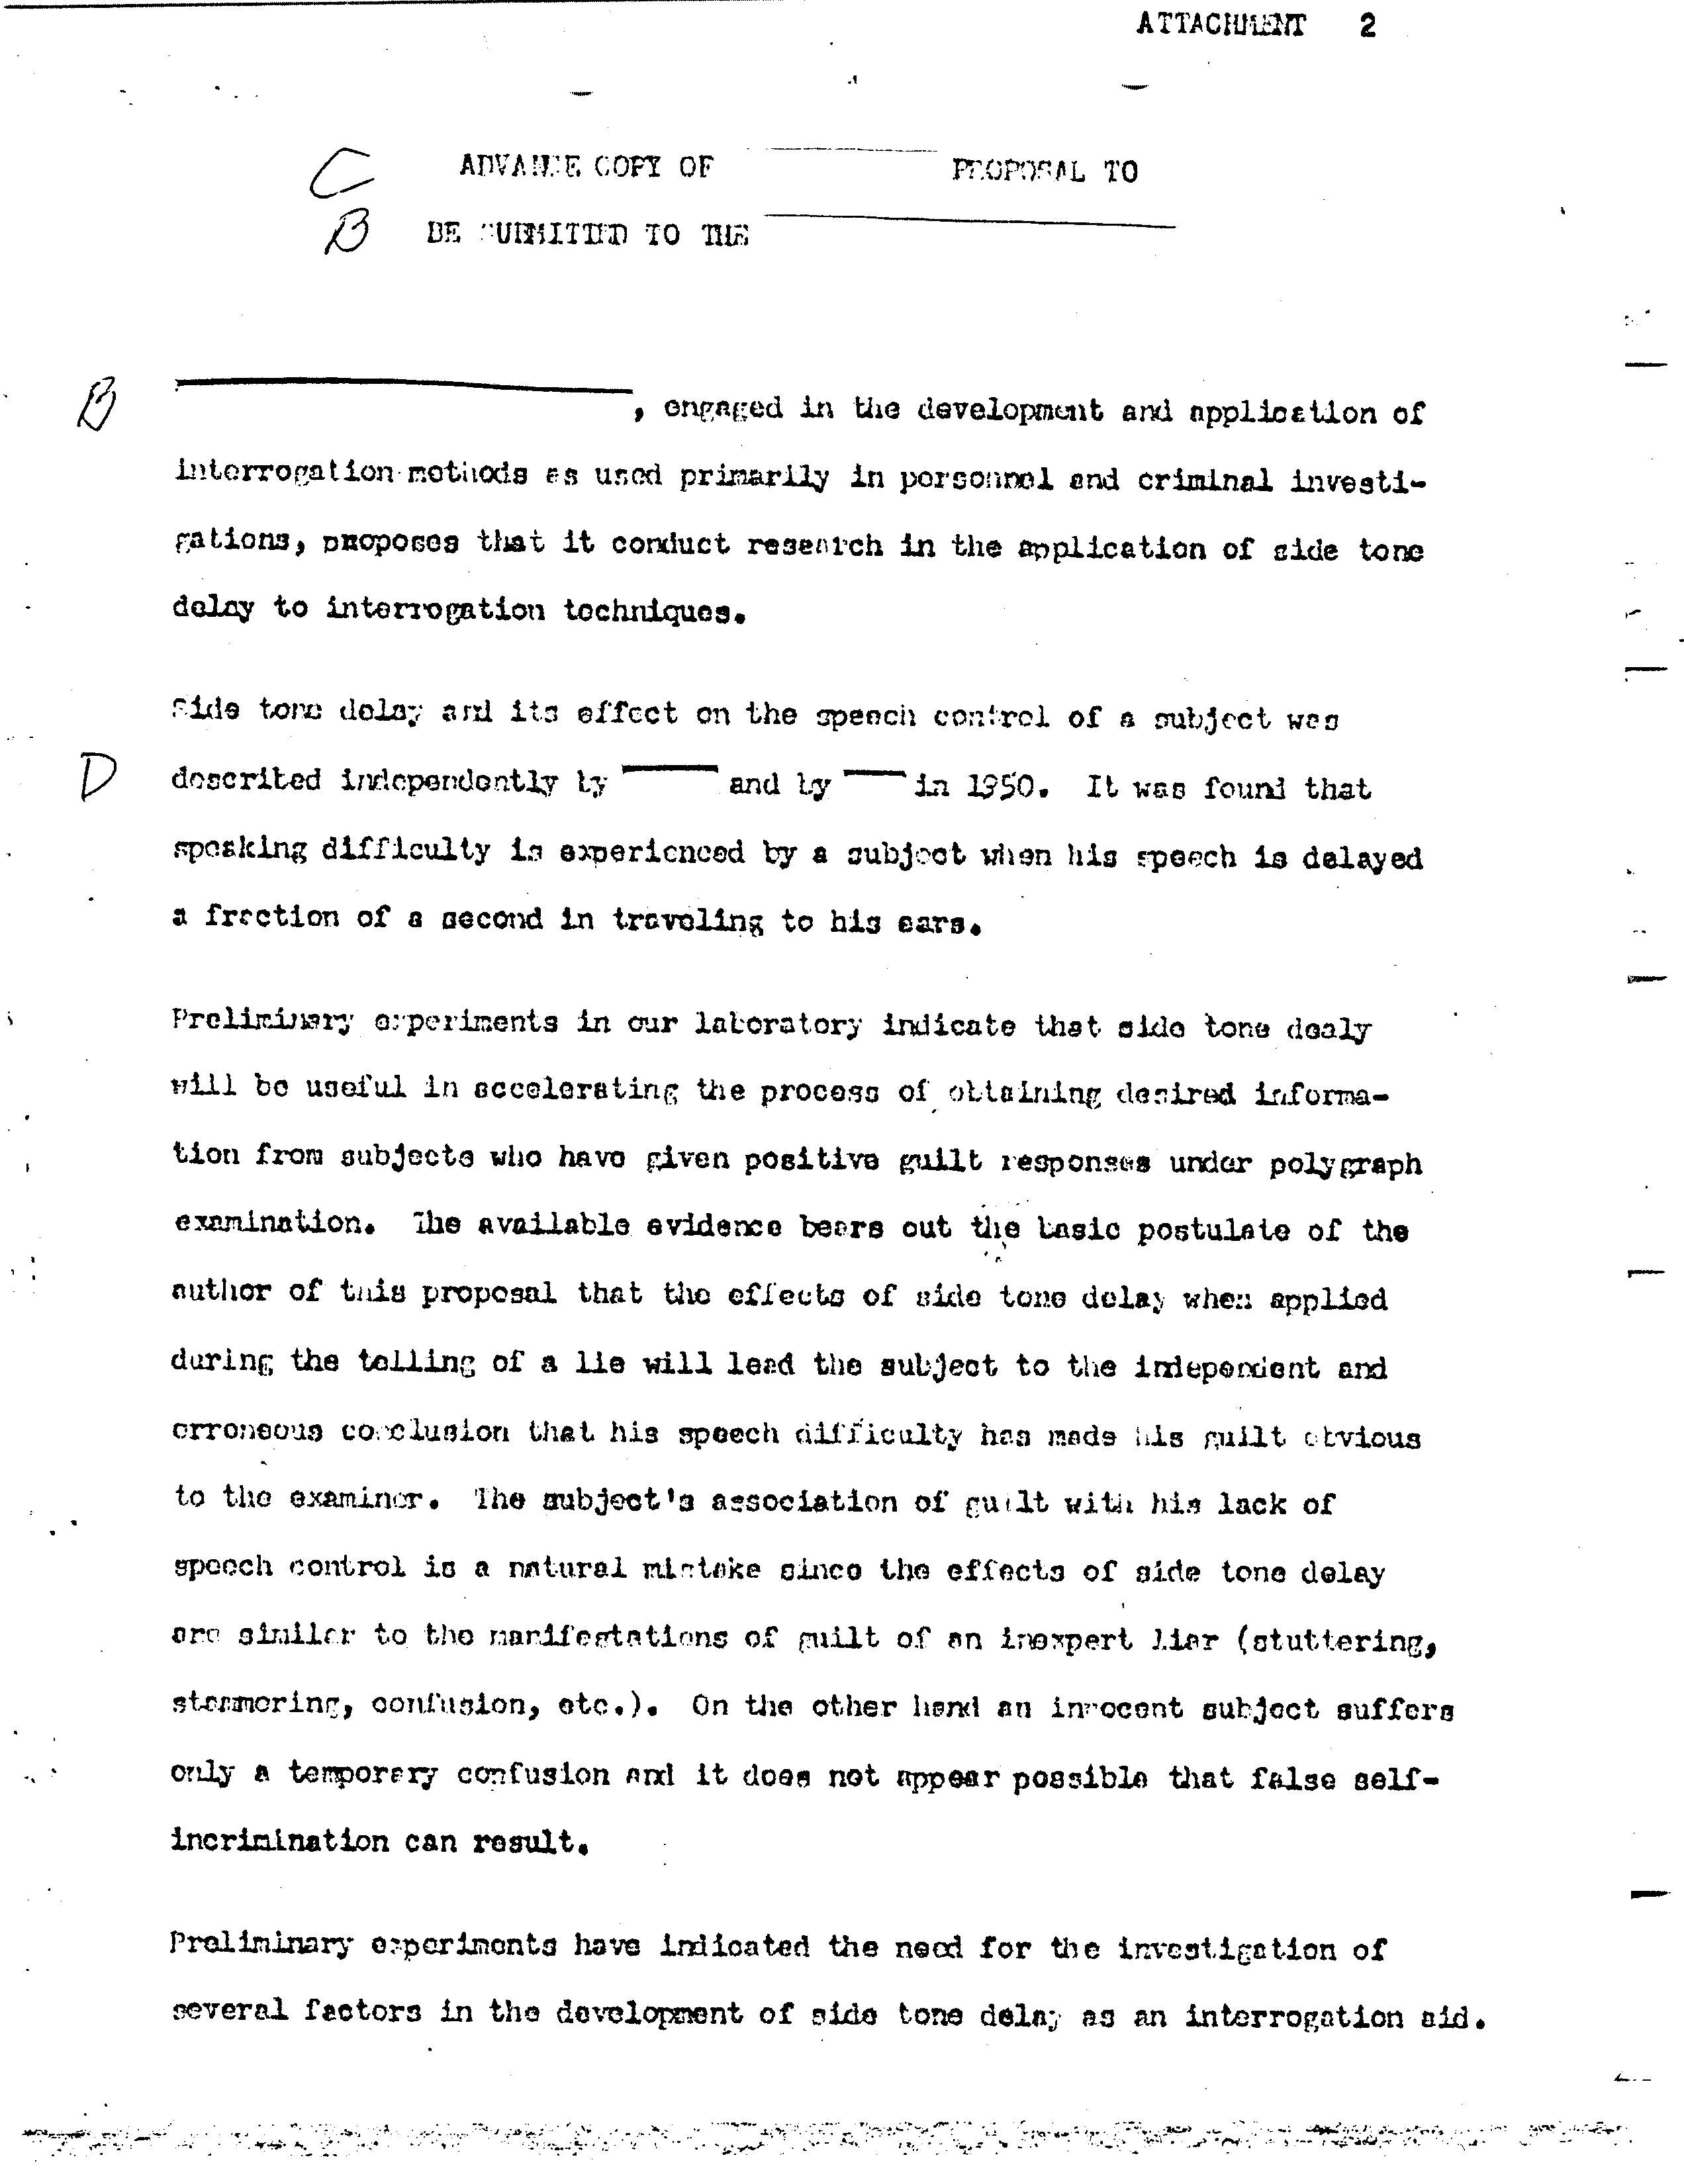 ATTACHMENT 2
C ADVANCE COPY OF PROPOSAL TO
B BE SUBMITTED TO THE
B , engaged in the development and application of
interrogation methods as used primarily in personnel and criminal investi-
gations, proposes that it conduct research in the application of side tone
delay to interrogation techniques.
Side tone delay and its effect on the speech control of a subject was
D described independently by and by in 1950. It was found that
speaking difficulty is experienced by a subject when his speech is delayed
a fraction of a second in traveling to his ears.
Preliminary experiments in our laboratory indicate that side tone dealy
will be useful in accelerating the process of obtaining desired informa-
tion from subjects who have given positive guilt responses under polygraph
examination. The available evidence bears out the basic postulate of the
author of this proposal that the effects of side tone delay when applied
during the telling of a lie will lead the subject to the independent and
erroneous conclusion that his speech difficulty has made his guilt obvious
to the examiner. The subject's association of guilt with his lack of
speech control is a natural mistake since the effects of side tone delay
are similar to the manifestations of guilt of an inexpert liar (stuttering,
stammering, confusion, etc.). On the other hand an innocent subject suffers
only a temporary confusion and it does not appear possible that false self-
incrimination can result.
Preliminary experiments have indicated the need for the investigation of
several factors in the development of side tone delay as an interrogation aid.